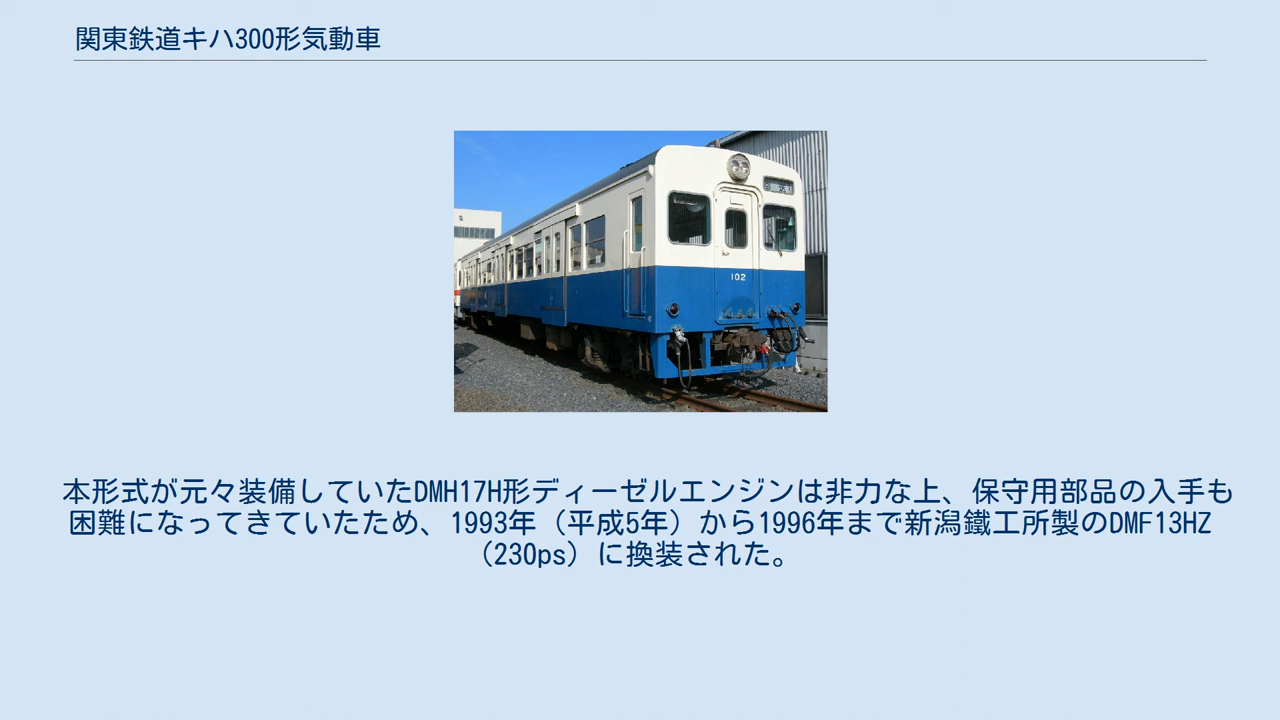 関東鉄道キハ300形気動車
102
本形式が元々装備していたDMH17H形ディーゼルエンジンは非力な上、保守用部品の入手も
困難になってきていたため、1993年（平成5年）から1996年まで新潟鐵工所製のDMF13HZ
（230ps）に換装された。